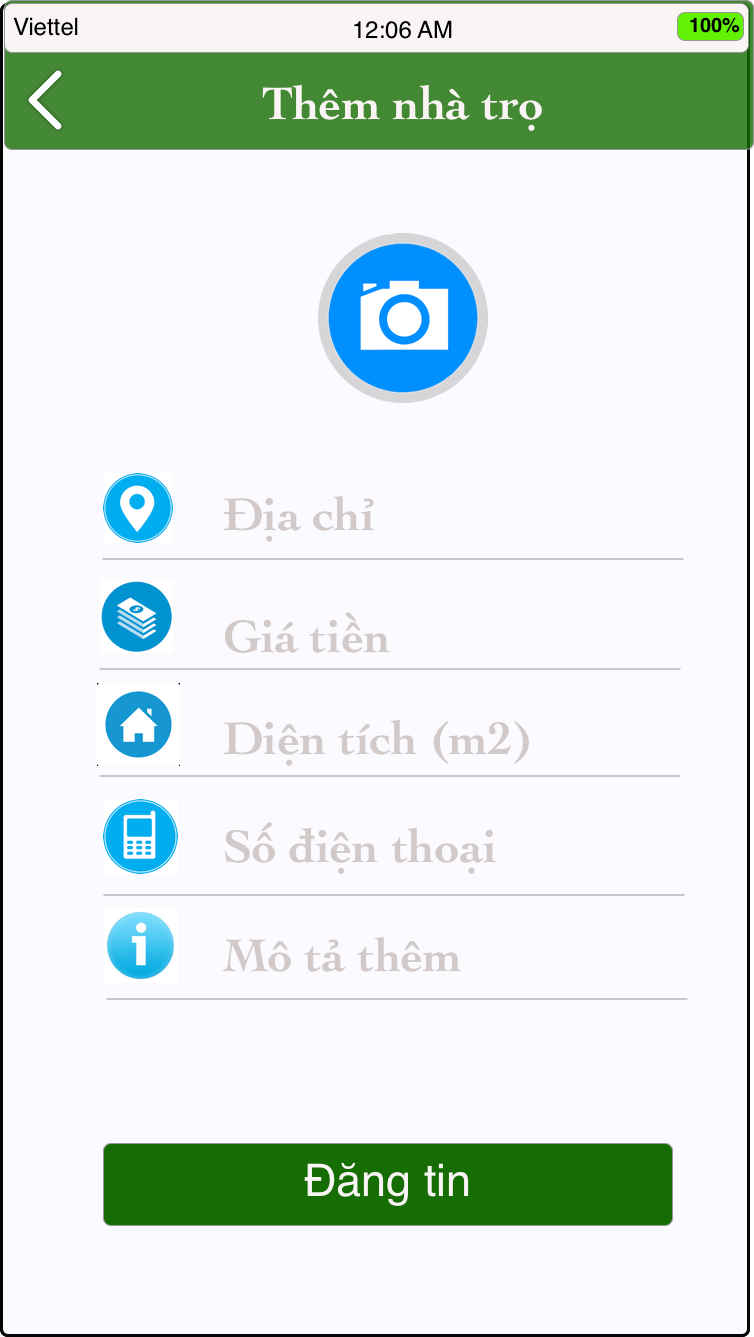 Viettel
12:06 AM
100%
Thêm nhà trọ
Địa chỉ
Giá tiền
Diện tích (m2)
Số điện thoại
Mô tả thêm
Đăng tin